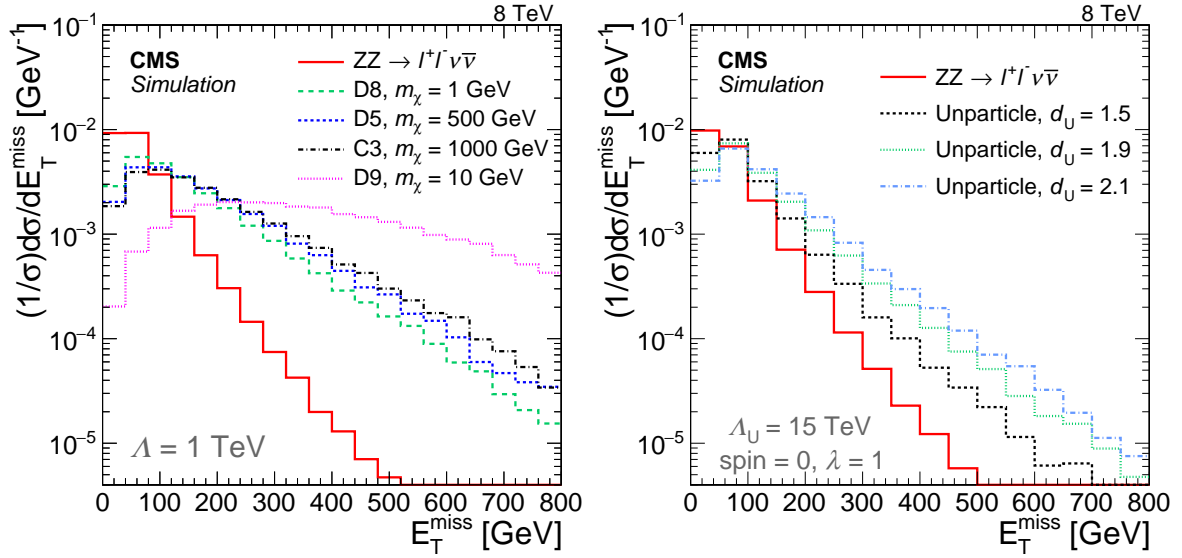 8 TeV
CMS
Simulation
ZZ → l⁺l⁻νν̅
D8, mχ = 1 GeV
D5, mχ = 500 GeV
C3, mχ = 1000 GeV
D9, mχ = 10 GeV
Λ = 1 TeV
(1/σ)dσ/dE_T^miss [GeV⁻¹]
10⁻¹
10⁻²
10⁻³
10⁻⁴
10⁻⁵
0 100 200 300 400 500 600 700 800
E_T^miss [GeV]
8 TeV
CMS
Simulation
ZZ → l⁺l⁻νν̅
Unparticle, d_U = 1.5
Unparticle, d_U = 1.9
Unparticle, d_U = 2.1
Λ_U = 15 TeV
spin = 0, λ = 1
(1/σ)dσ/dE_T^miss [GeV⁻¹]
10⁻¹
10⁻²
10⁻³
10⁻⁴
10⁻⁵
0 100 200 300 400 500 600 700 800
E_T^miss [GeV]